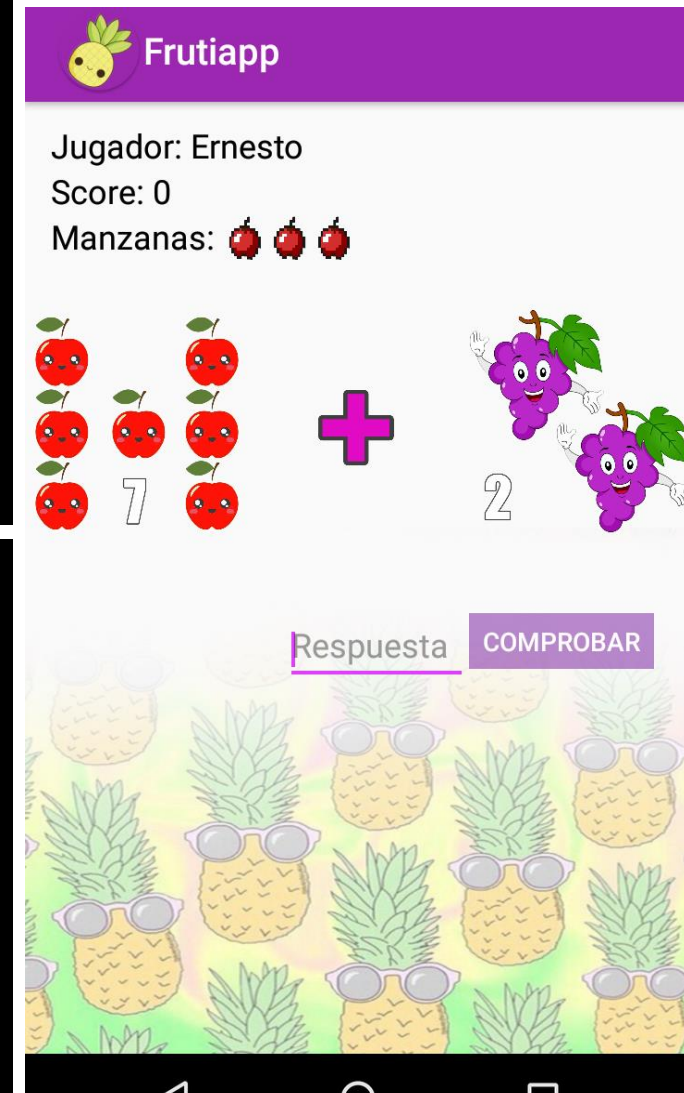 Frutiapp
Jugador: Ernesto
Score: 0
Manzanas:
7
2
Respuesta
COMPROBAR